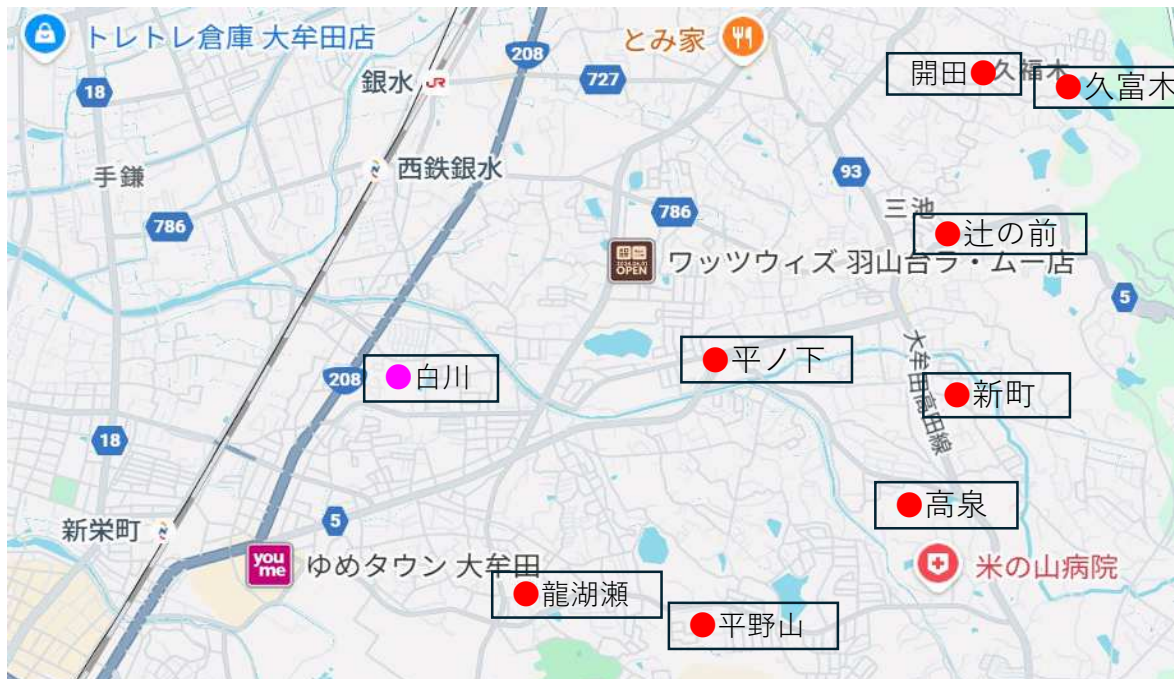 トレトレ倉庫 大牟田店
208
とみ家
銀水
JR
727
開田
久福木
久富木
18
西鉄銀水
手鎌
93
786
786
三池
辻の前
ワッツウィズ 羽山台ラ・ムー店
OPEN
5
平ノ下
大牟田高田線
208
白川
新町
18
高泉
新栄町
5
you
me
ゆめタウン 大牟田
米の山病院
龍湖瀬
平野山